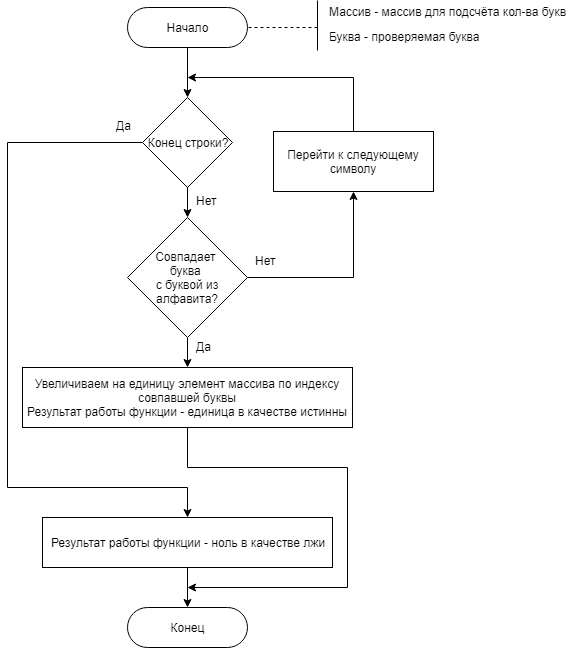 Начало
Массив - массив для подсчёта кол-ва букв
Буква - проверяемая буква
Да
Конец строки?
Перейти к следующему
символу
Нет
Совпадает
буква
с буквой из
алфавита?
Нет
Да
Увеличиваем на единицу элемент массива по индексу
совпавшей буквы
Результат работы функции - единица в качестве истинны
Результат работы функции - ноль в качестве лжи
Конец